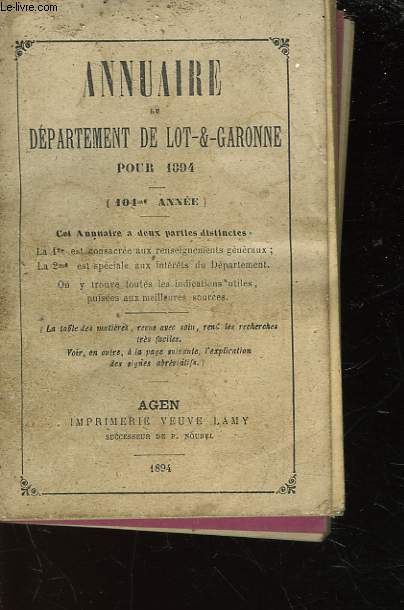 Le-livre.com
ANNUAIRE
DU
DÉPARTEMENT DE LOT-&-GARONNE
POUR 1894
(104me ANNÉE)
Cet Annuaire a deux parties distinctes :
La 1re est consacrée aux renseignements généraux ;
La 2me est spéciale aux intérêts du Département.
On y trouve toutes les indications utiles,
puisées aux meilleures sources.
(La table des matières, revue avec soin, rend les recherches
très faciles.
Voir, en outre, à la page suivante, l'explication
des signes abréviatifs.)
AGEN
IMPRIMERIE VEUVE LAMY
SUCCESSEUR DE P. NOUBEL
1894